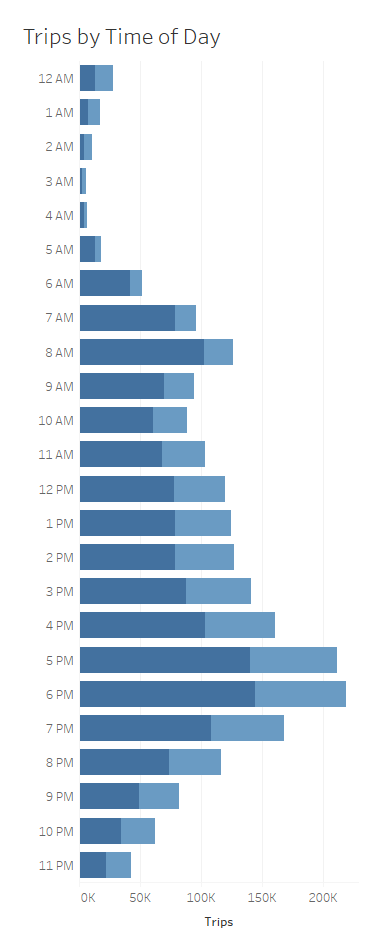 Trips by Time of Day
12 AM
1 AM
2 AM
3 AM
4 AM
5 AM
6 AM
7 AM
8 AM
9 AM
10 AM
11 AM
12 PM
1 PM
2 PM
3 PM
4 PM
5 PM
6 PM
7 PM
8 PM
9 PM
10 PM
11 PM
0K 50K 100K 150K 200K
Trips